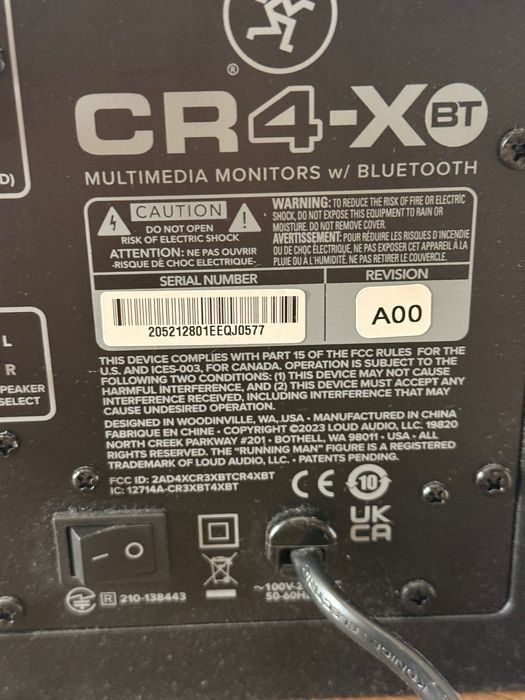 ®
CR4-X BT
MULTIMEDIA MONITORS w/ BLUETOOTH
D)
CAUTION
DO NOT OPEN
RISK OF ELECTRIC SHOCK
ATTENTION: NE PAS OUVRIR
-RISQUE DE CHOC ELECTRIQUE-
WARNING: TO REDUCE THE RISK OF FIRE OR ELECTRIC
SHOCK, DO NOT EXPOSE THIS EQUIPMENT TO RAIN OR
MOISTURE. DO NOT REMOVE COVER.
AVERTISSEMENT: POUR RÉDUIRE LES RISQUES D'INCENDIE
OU DE CHOC ÉLECTRIQUE, NE PAS EXPOSER CET APPAREIL À LA
PLUIE OU À L'HUMIDITÉ. NE PAS RETIRER LE COUVERCLE.
SERIAL NUMBER
205212801EEQJ0577
REVISION
A00
L
R
PEAKER
SELECT
THIS DEVICE COMPLIES WITH PART 15 OF THE FCC RULES FOR THE
U.S. AND ICES-003, FOR CANADA. OPERATION IS SUBJECT TO THE
FOLLOWING TWO CONDITIONS: (1) THIS DEVICE MAY NOT CAUSE
HARMFUL INTERFERENCE, AND (2) THIS DEVICE MUST ACCEPT ANY
INTERFERENCE RECEIVED, INCLUDING INTERFERENCE THAT MAY
CAUSE UNDESIRED OPERATION.
DESIGNED IN WOODINVILLE, WA, USA • MANUFACTURED IN CHINA
FABRIQUE EN CHINE • COPYRIGHT ©2023 LOUD AUDIO, LLC. 19820
NORTH CREEK PARKWAY #201 • BOTHELL, WA 98011 • USA • ALL
RIGHTS RESERVED. THE "RUNNING MAN" FIGURE IS A REGISTERED
TRADEMARK OF LOUD AUDIO, LLC. • PATENTS PENDING.
FCC ID: 2AD4XCR3XBTCR4XBT
IC: 12714A-CR3XBT4XBT
CE
10
UK
CA
R 210-138443
~100V-2
50-60H